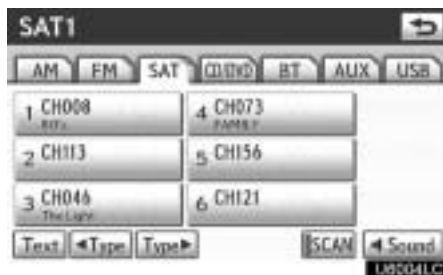 SAT1
AM FM SAT CD/DVD BT AUX USB
1 CH008 4 CH073
FAMILY
2 CH113 5 CH156
3 CH046 6 CH121
The Light
Text ◀Type Type▶ SCAN ◀ Sound
U8004LC